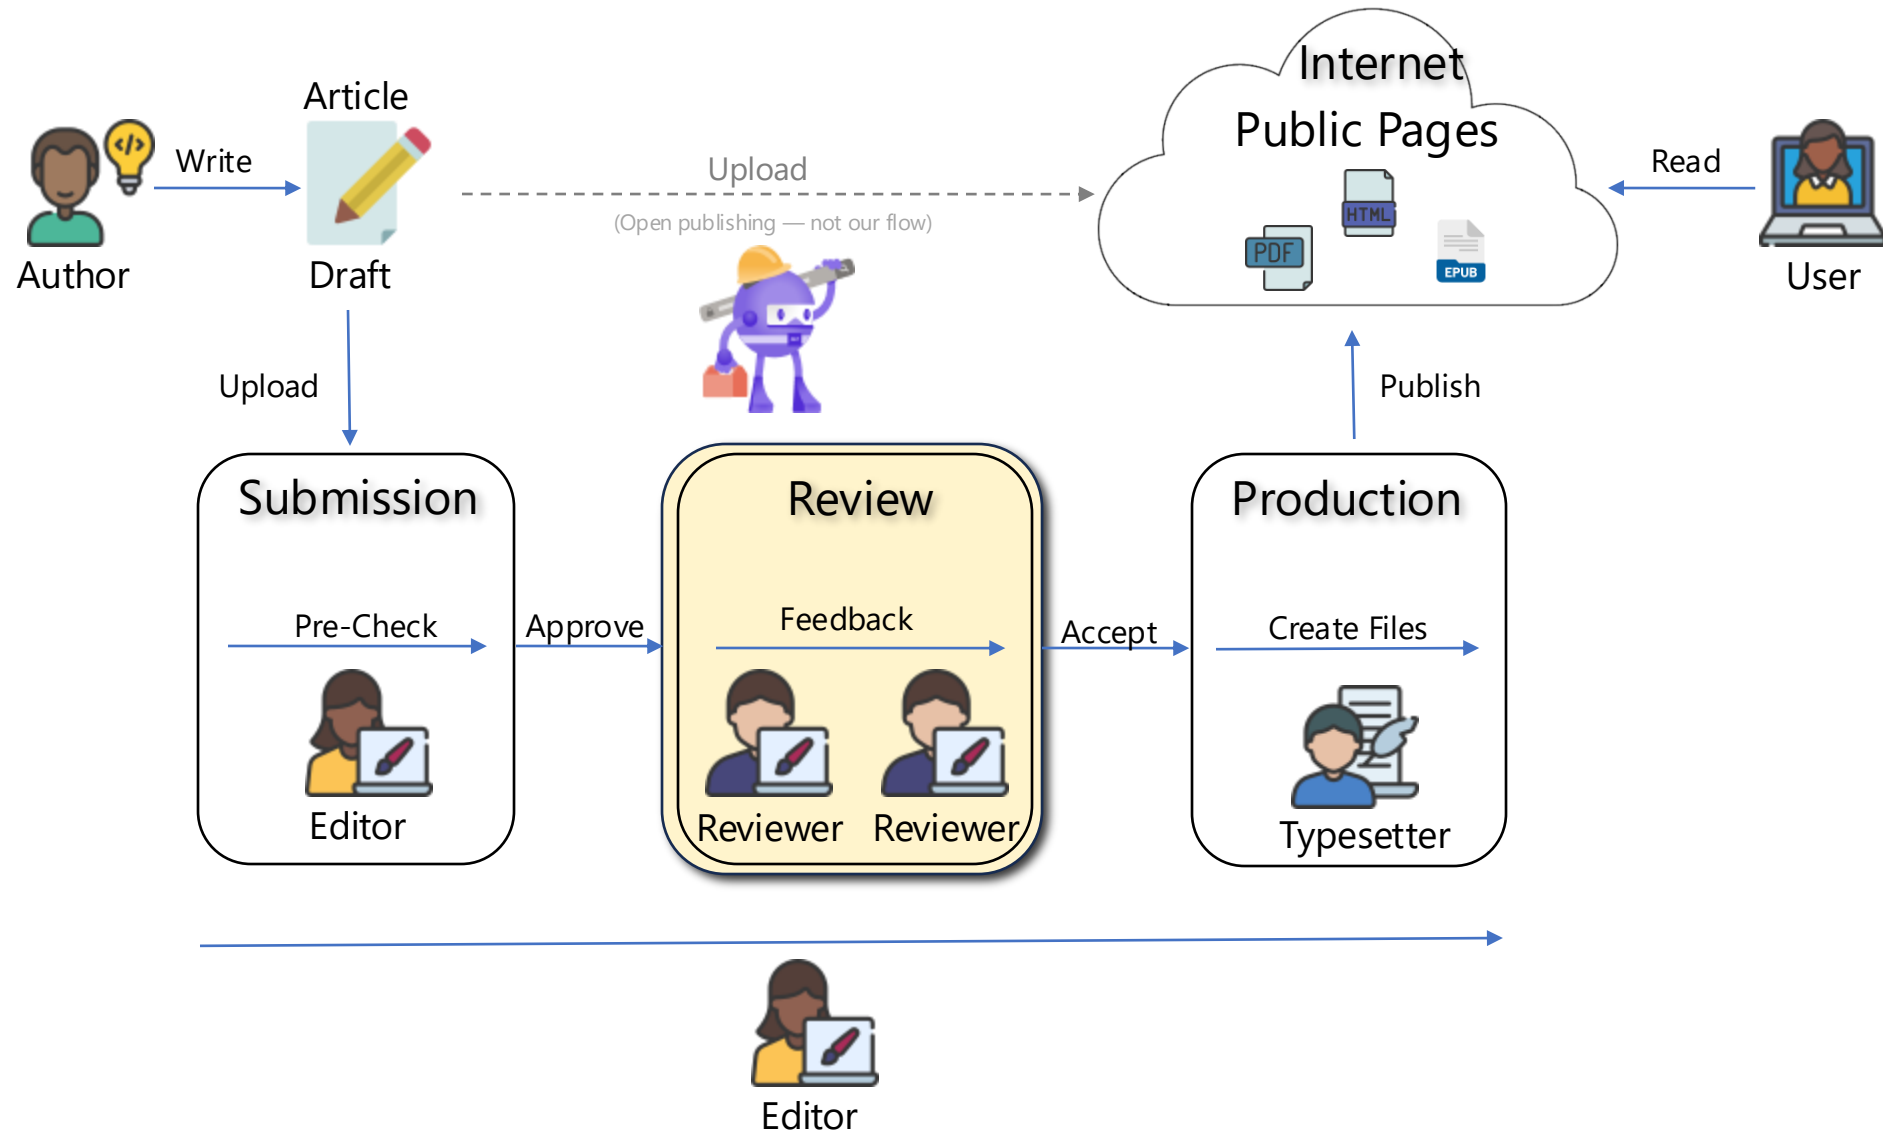 Internet
Public Pages
Article
Write
Upload
Read
(Open publishing — not our flow)
HTML
PDF
EPUB
Author
Draft
User
Upload
Publish
Submission
Review
Production
Pre-Check
Approve
Feedback
Accept
Create Files
Editor
Reviewer
Reviewer
Typesetter
Editor